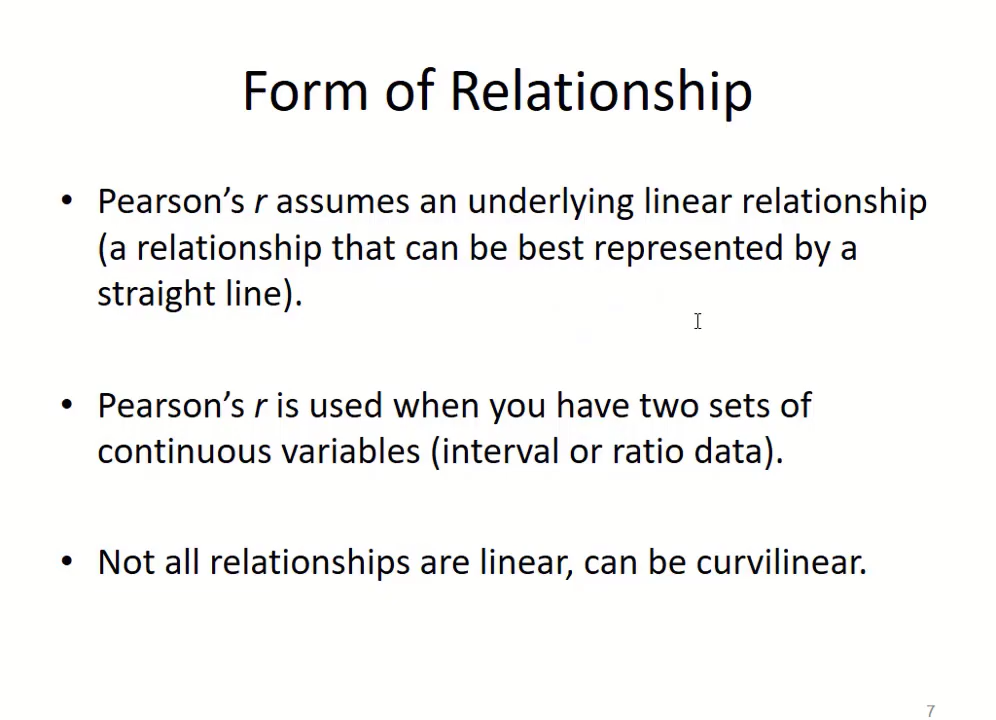 Form of Relationship
• Pearson’s r assumes an underlying linear relationship
(a relationship that can be best represented by a
straight line).
• Pearson’s r is used when you have two sets of
continuous variables (interval or ratio data).
• Not all relationships are linear, can be curvilinear.
7